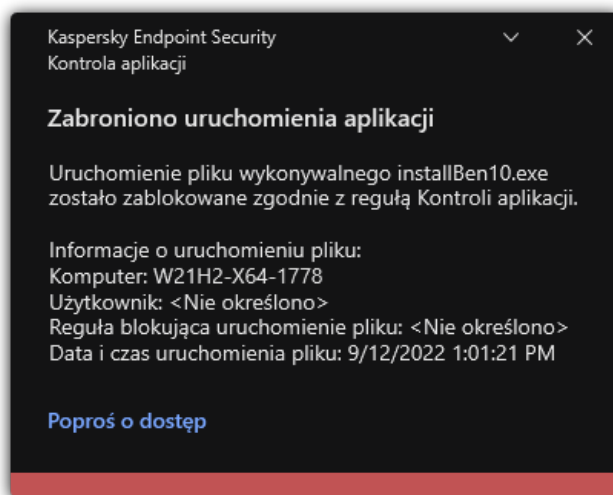 Kaspersky Endpoint Security
Kontrola aplikacji
Zabroniono uruchomienia aplikacji
Uruchomienie pliku wykonywalnego installBen10.exe
zostało zablokowane zgodnie z regułą Kontroli aplikacji.
Informacje o uruchomieniu pliku:
Komputer: W21H2-X64-1778
Użytkownik: <Nie określono>
Reguła blokująca uruchomienie pliku: <Nie określono>
Data i czas uruchomienia pliku: 9/12/2022 1:01:21 PM
Poproś o dostęp